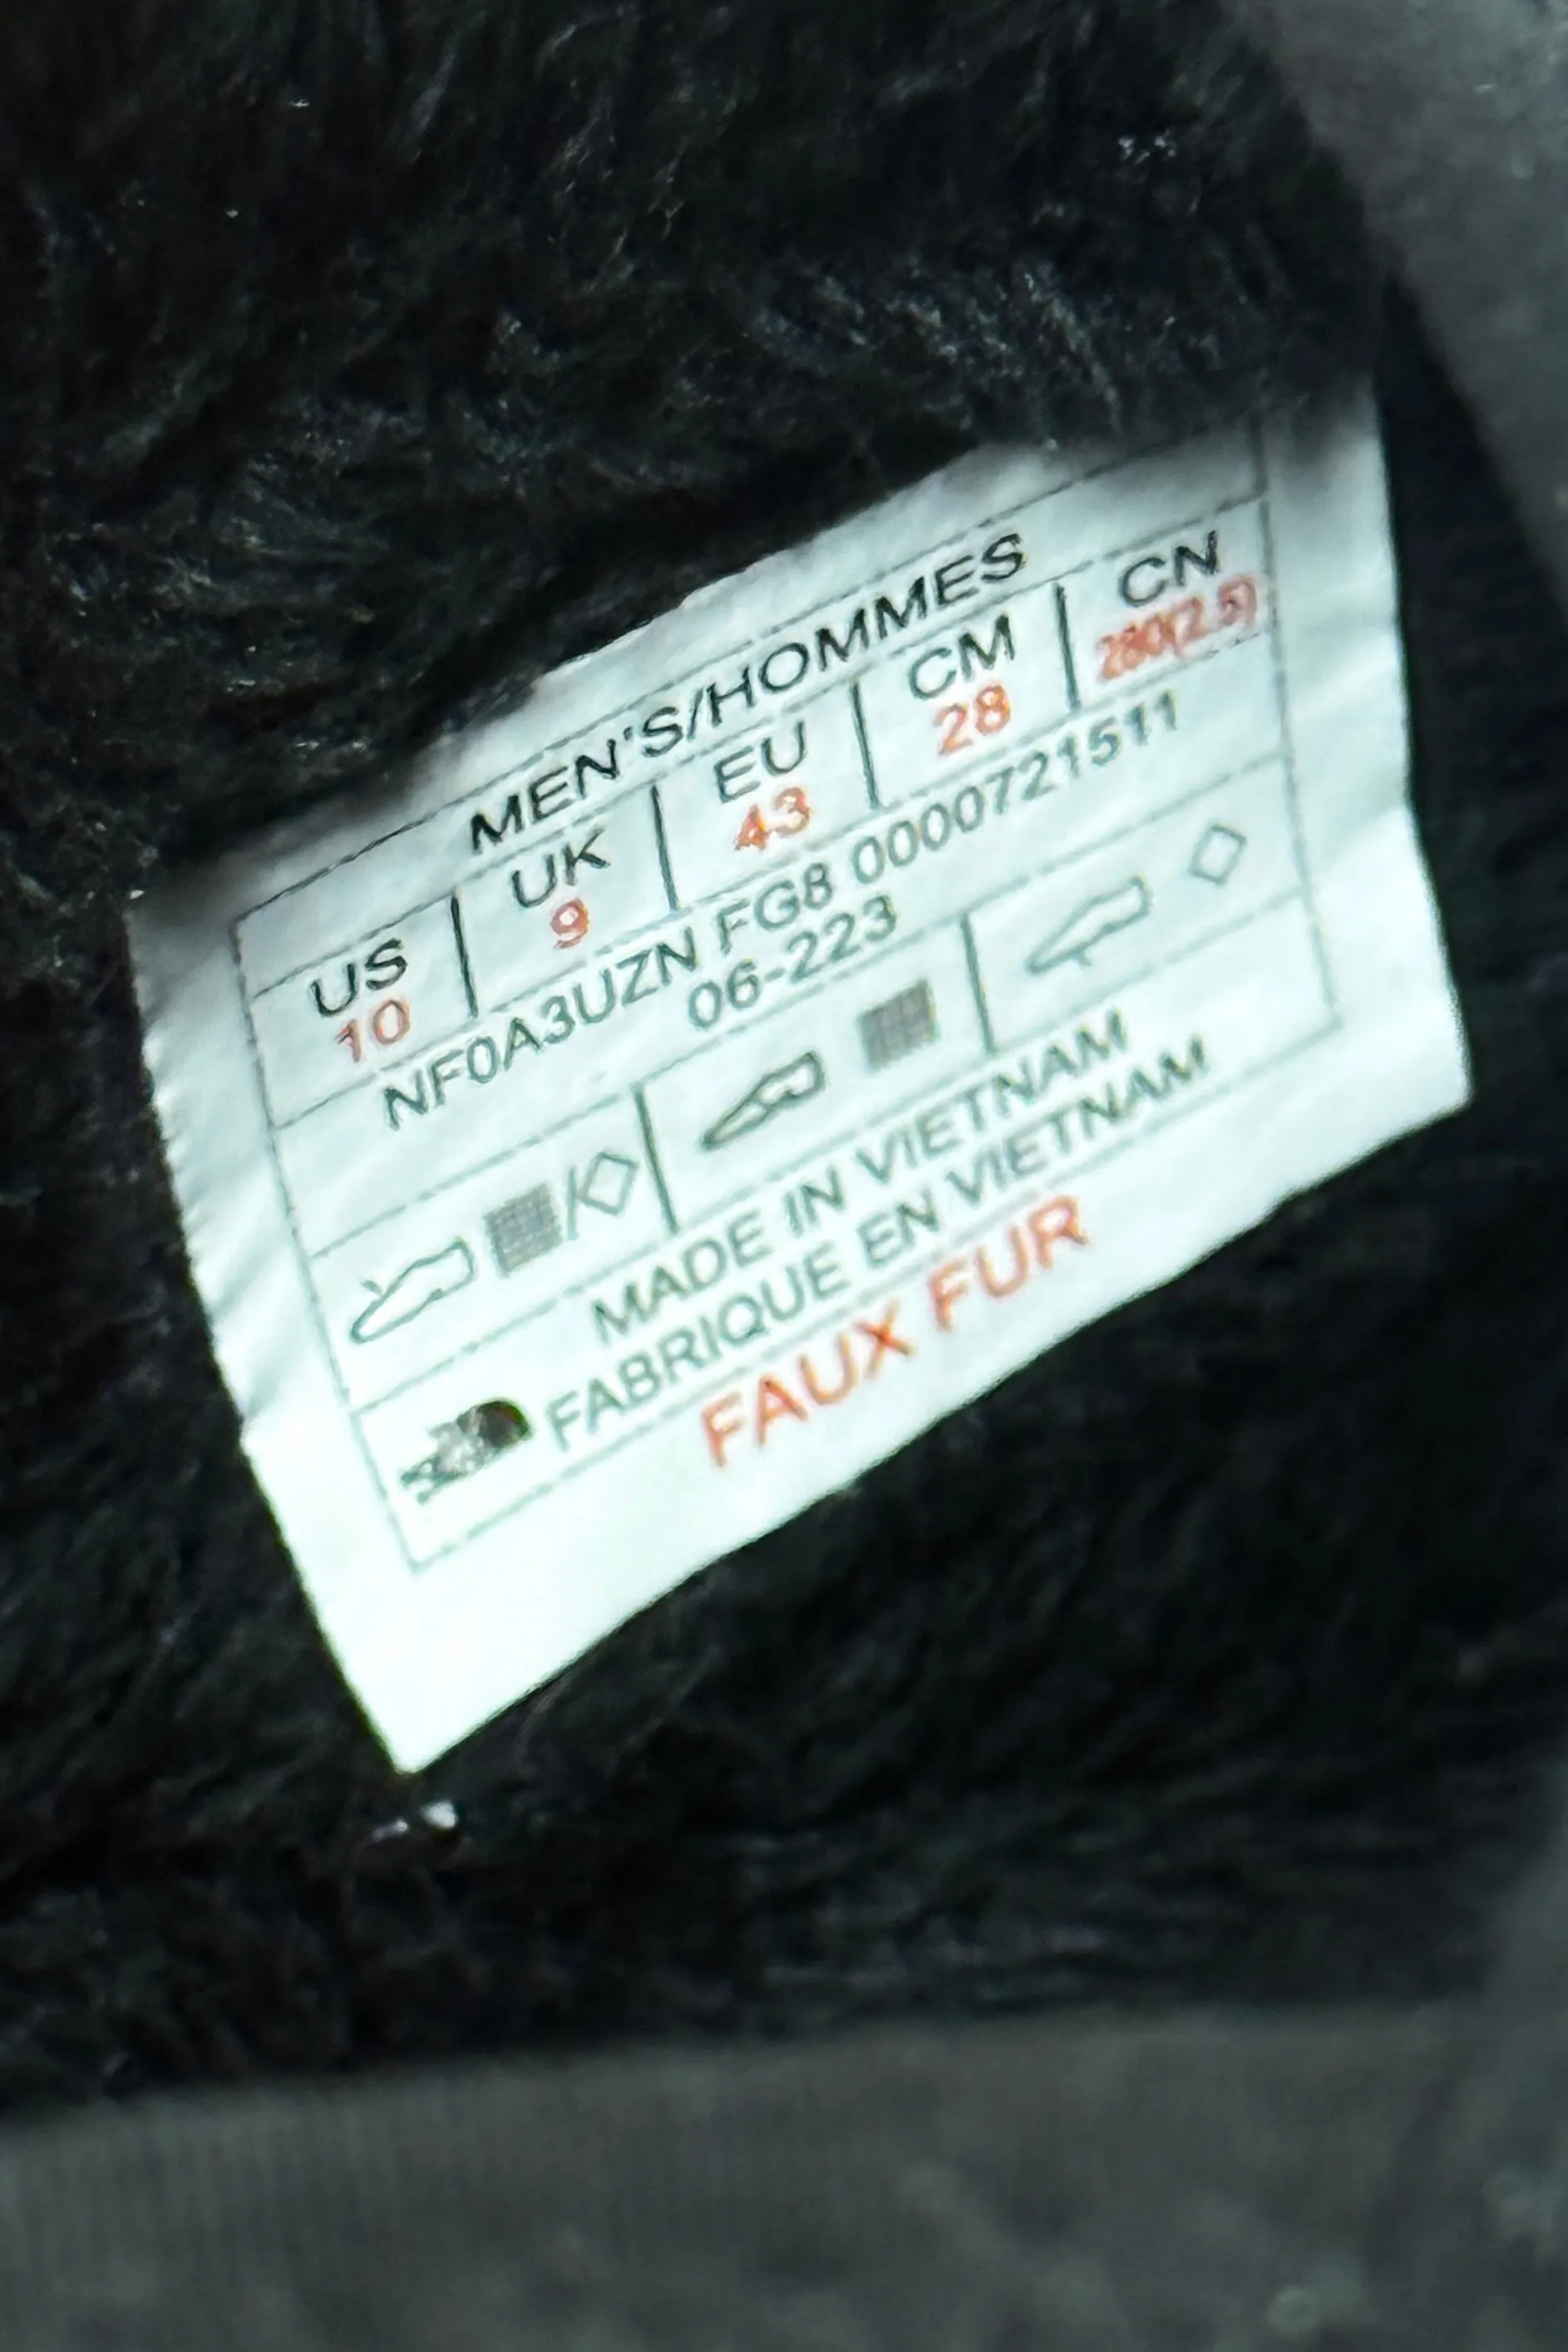 MEN'S/HOMMES
US UK EU CM CN
10 9 43 28 280(2.5)
NF0A3UZN FG8 0000721511
06-223
MADE IN VIETNAM
FABRIQUE EN VIETNAM
FAUX FUR